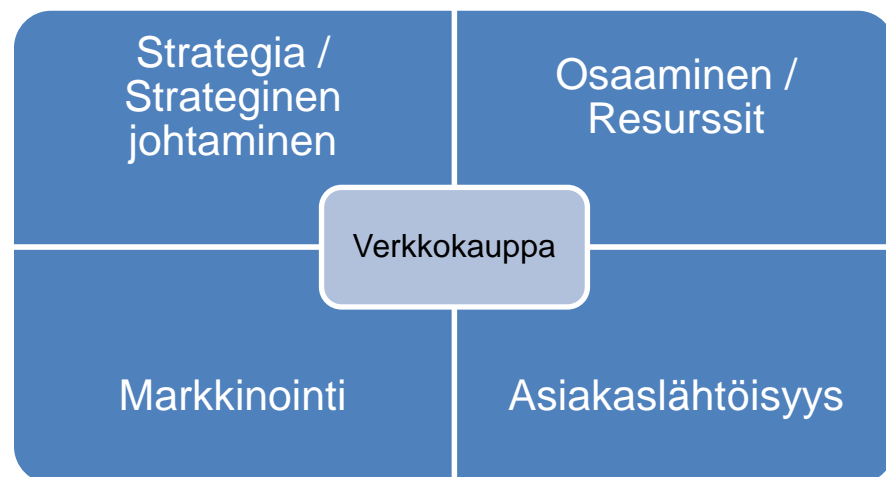 Strategia /
Strateginen
johtaminen
Osaaminen /
Resurssit
Verkkokauppa
Markkinointi
Asiakaslähtöisyys